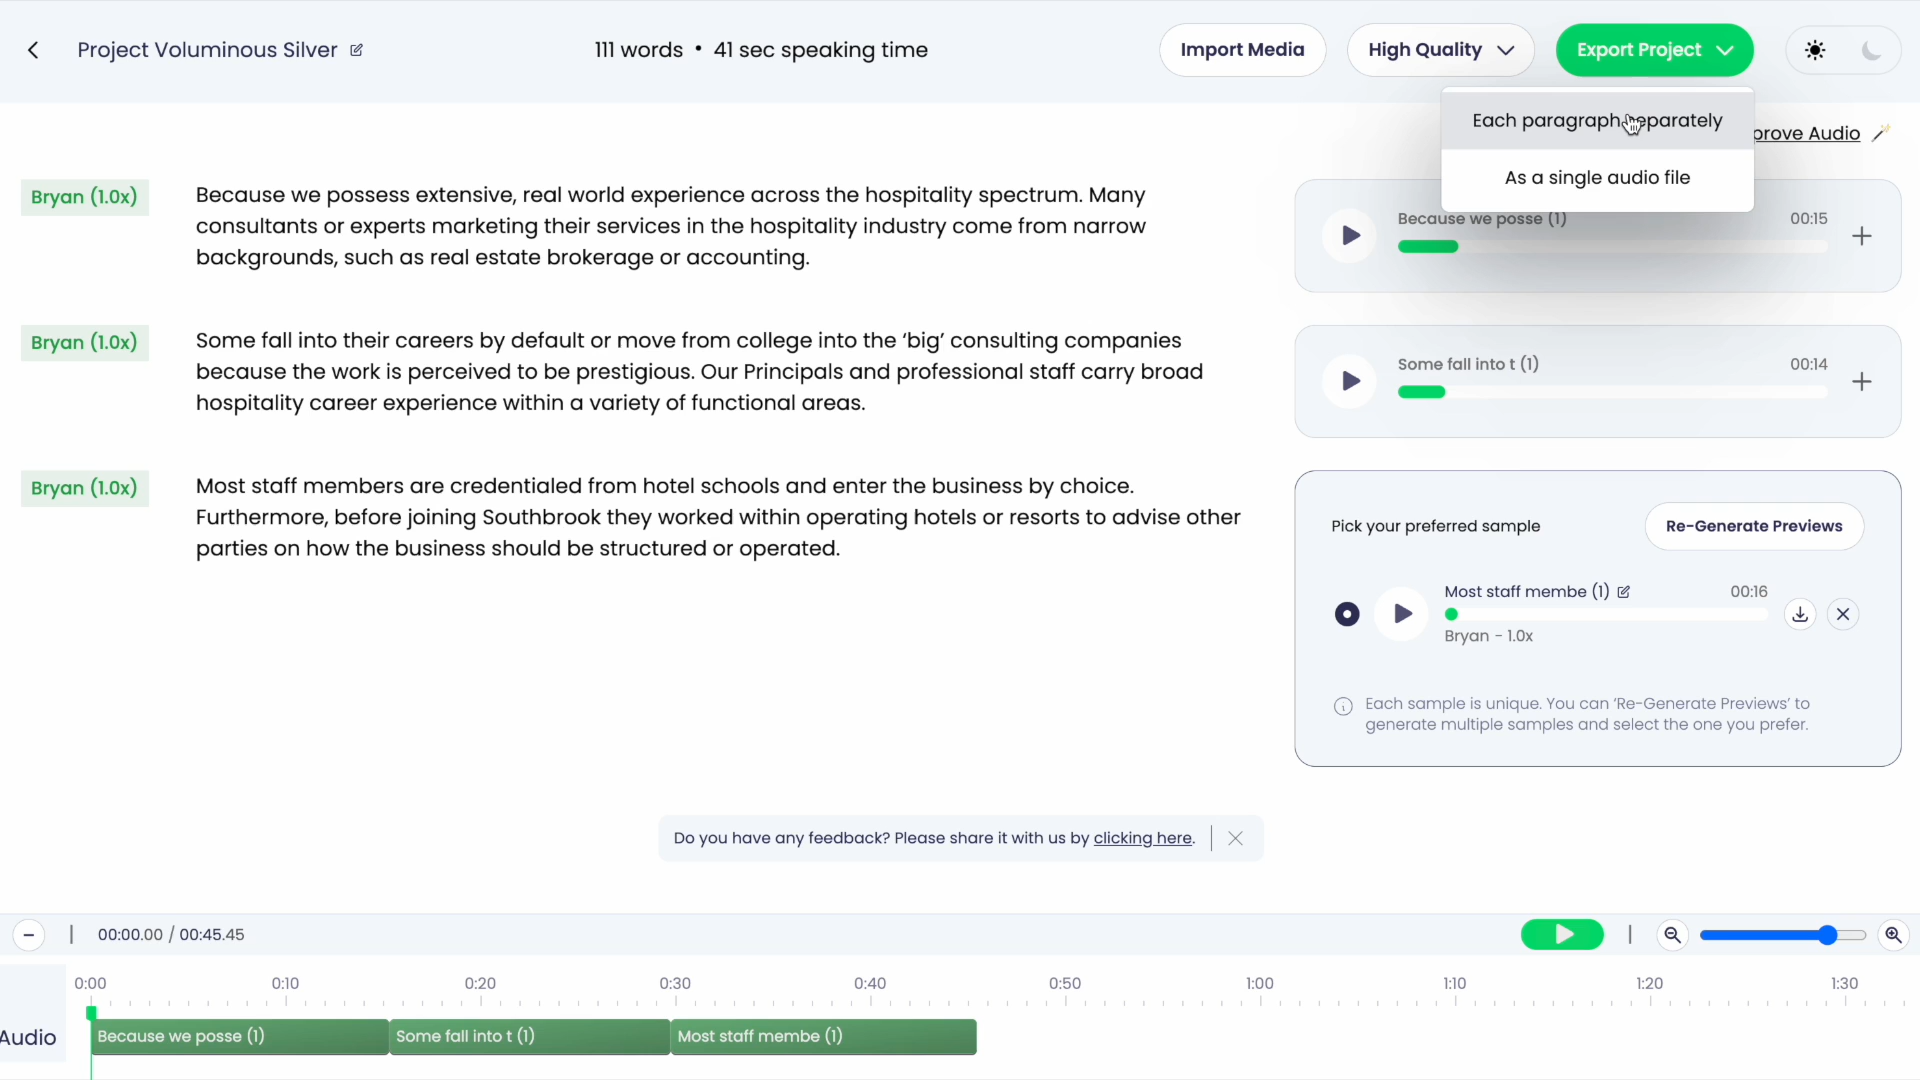 Project Voluminous Silver
111 words • 41 sec speaking time
Import Media
High Quality
Export Project
Each paragraph separately
As a single audio file
prove Audio
Bryan (1.0x)
Because we possess extensive, real world experience across the hospitality spectrum. Many
consultants or experts marketing their services in the hospitality industry come from narrow
backgrounds, such as real estate brokerage or accounting.
Because we posse (1)
00:15
Bryan (1.0x)
Some fall into their careers by default or move from college into the ‘big’ consulting companies
because the work is perceived to be prestigious. Our Principals and professional staff carry broad
hospitality career experience within a variety of functional areas.
Some fall into t (1)
00:14
Bryan (1.0x)
Most staff members are credentialed from hotel schools and enter the business by choice.
Furthermore, before joining Southbrook they worked within operating hotels or resorts to advise other
parties on how the business should be structured or operated.
Pick your preferred sample
Re-Generate Previews
Most staff membe (1)
00:16
Bryan - 1.0x
Each sample is unique. You can ‘Re-Generate Previews’ to
generate multiple samples and select the one you prefer.
Do you have any feedback? Please share it with us by clicking here.
00:00.00 / 00:45.45
0:00 0:10 0:20 0:30 0:40 0:50 1:00 1:10 1:20 1:30
Audio
Because we posse (1)
Some fall into t (1)
Most staff membe (1)